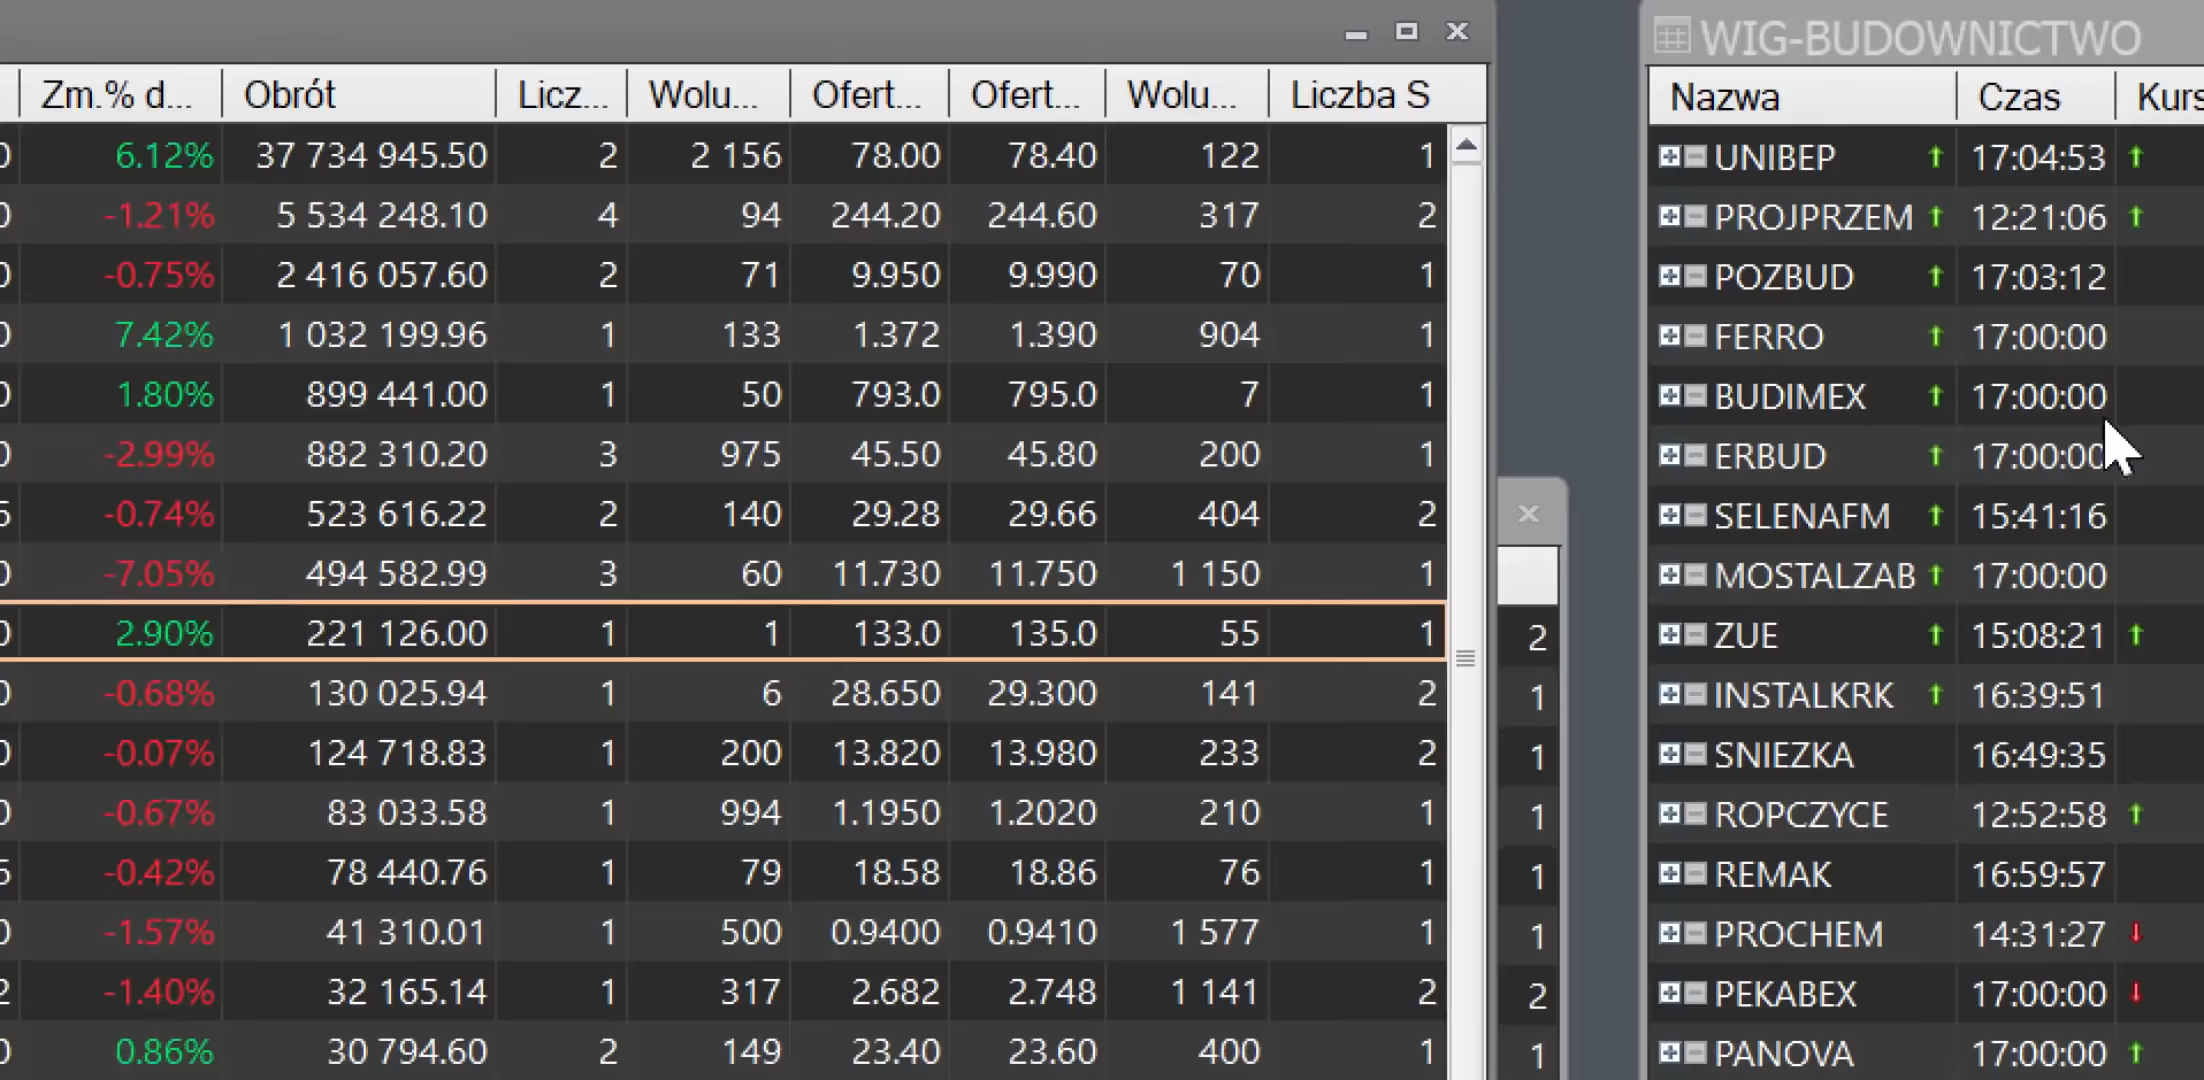 Zm.% d... Obrót Licz... Wolu... Ofert... Ofert... Wolu... Liczba S
6.12% 37 734 945.50 2 2 156 78.00 78.40 122 1
-1.21% 5 534 248.10 4 94 244.20 244.60 317 2
-0.75% 2 416 057.60 2 71 9.950 9.990 70 1
7.42% 1 032 199.96 1 133 1.372 1.390 904 1
1.80% 899 441.00 1 50 793.0 795.0 7 1
-2.99% 882 310.20 3 975 45.50 45.80 200 1
-0.74% 523 616.22 2 140 29.28 29.66 404 2
-7.05% 494 582.99 3 60 11.730 11.750 1 150 1
2.90% 221 126.00 1 1 133.0 135.0 55 1
-0.68% 130 025.94 1 6 28.650 29.300 141 2
-0.07% 124 718.83 1 200 13.820 13.980 233 2
-0.67% 83 033.58 1 994 1.1950 1.2020 210 1
-0.42% 78 440.76 1 79 18.58 18.86 76 1
-1.57% 41 310.01 1 500 0.9400 0.9410 1 577 1
-1.40% 32 165.14 1 317 2.682 2.748 1 141 2
0.86% 30 794.60 2 149 23.40 23.60 400 1
2
1
1
1
1
1
2
1
WIG-BUDOWNICTWO
Nazwa Czas Kurs
UNIBEP 17:04:53
PROJPRZEM 12:21:06
POZBUD 17:03:12
FERRO 17:00:00
BUDIMEX 17:00:00
ERBUD 17:00:00
SELENAFM 15:41:16
MOSTALZAB 17:00:00
ZUE 15:08:21
INSTALKRK 16:39:51
SNIEZKA 16:49:35
ROPCZYCE 12:52:58
REMAK 16:59:57
PROCHEM 14:31:27
PEKABEX 17:00:00
PANOVA 17:00:00